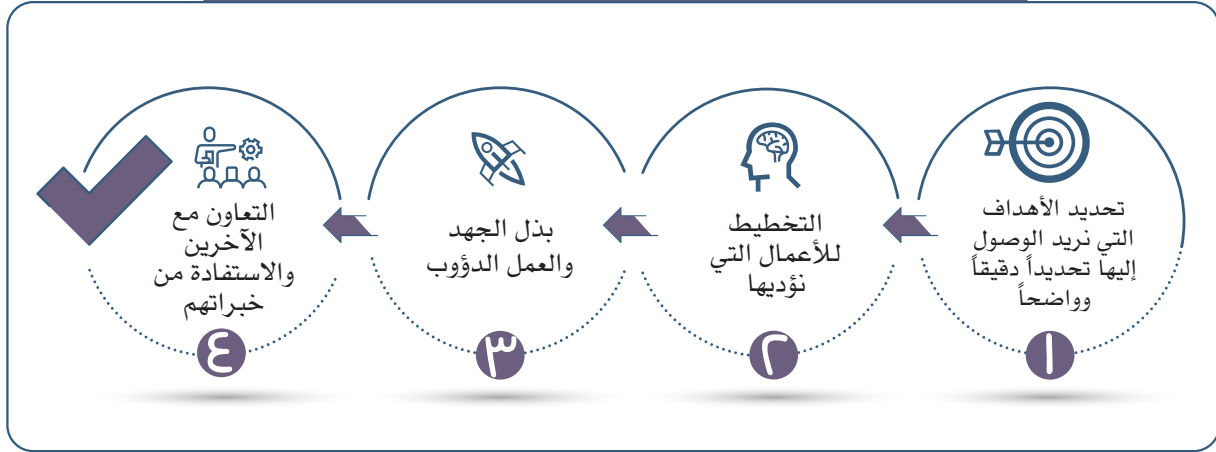 تحديد الأهداف
التي نريد الوصول
إليها تحديداً دقيقاً
وواضحاً
١
التخطيط
للأعمال التي
نؤديها
٢
بذل الجهد
والعمل الدؤوب
٣
التعاون مع
الآخرين
والاستفادة من
خبراتهم
٤